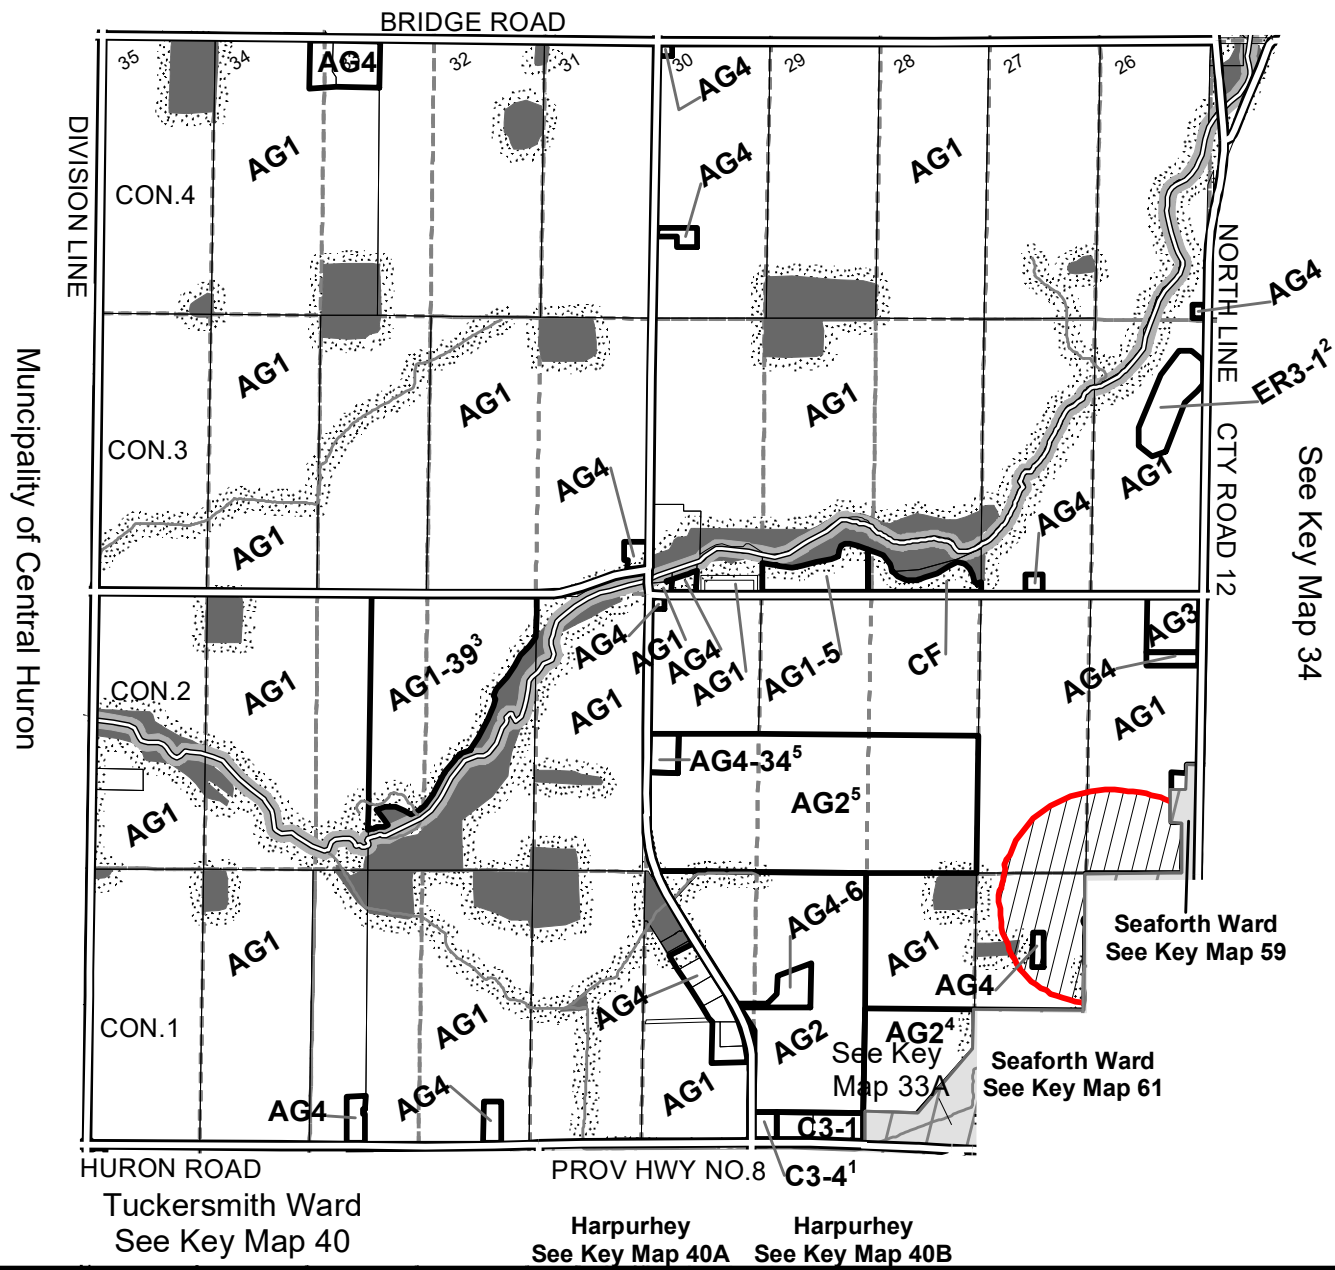 BRIDGE ROAD
35
34
33
AG4
32
31
30
29
28
27
26
AG4
AG4
AG1
AG1
DIVISION LINE
CON.4
NORTH LINE
AG4
ER3-1²
Muncipality of Central Huron
AG1
AG1
AG1
CON.3
AG4
AG1
AG4
AG1
CTY ROAD 12
See Key Map 34
AG4
AG1
AG4
AG1
AG1-5
CF
AG3
AG4
AG1
CON.2
AG1
AG1-39³
AG1
AG4-34⁵
AG2⁵
AG1
AG4-6
AG1
AG4
Seaforth Ward
See Key Map 59
AG1
AG4
CON.1
AG1
AG2
AG2⁴
See Key
Map 33A
Seaforth Ward
See Key Map 61
AG4
AG4
AG1
C3-1
C3-4¹
HURON ROAD
PROV HWY NO.8
Tuckersmith Ward
See Key Map 40
Harpurhey
See Key Map 40A
Harpurhey
See Key Map 40B